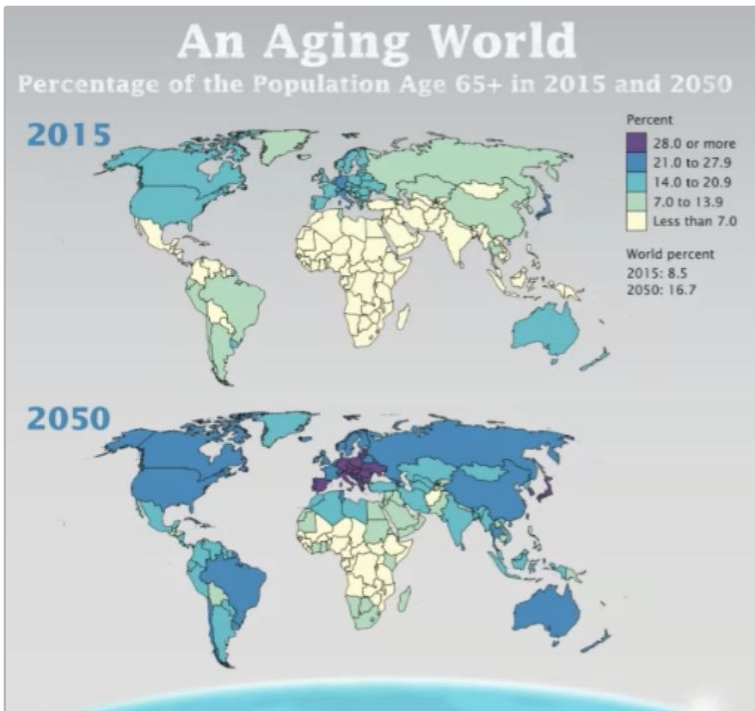 An Aging World
Percentage of the Population Age 65+ in 2015 and 2050
2015
Percent
28.0 or more
21.0 to 27.9
14.0 to 20.9
7.0 to 13.9
Less than 7.0
World percent
2015: 8.5
2050: 16.7
2050